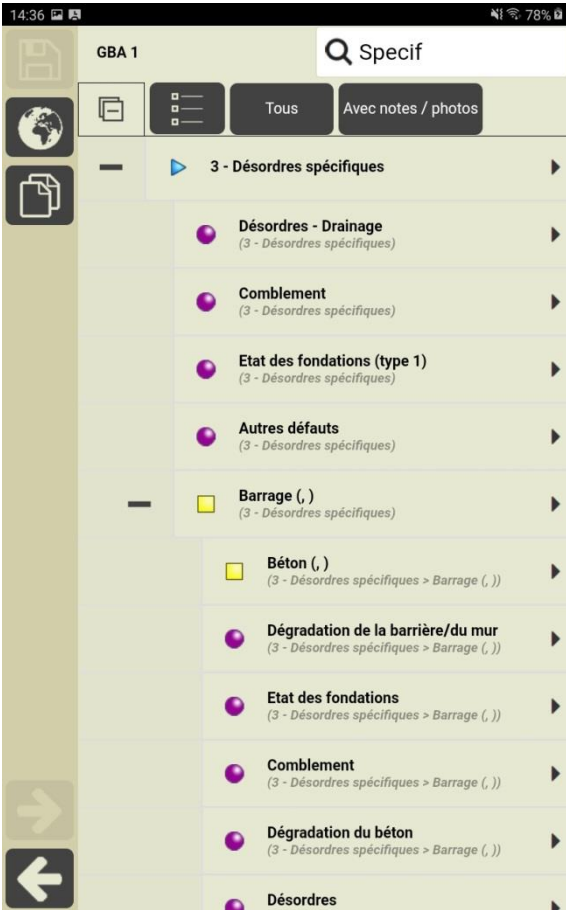 14:36 78%
GBA 1 Specif
Tous Avec notes / photos
3 - Désordres spécifiques
Désordres - Drainage
(3 - Désordres spécifiques)
Comblement
(3 - Désordres spécifiques)
Etat des fondations (type 1)
(3 - Désordres spécifiques)
Autres défauts
(3 - Désordres spécifiques)
Barrage (, )
(3 - Désordres spécifiques)
Béton (, )
(3 - Désordres spécifiques > Barrage (, ))
Dégradation de la barrière/du mur
(3 - Désordres spécifiques > Barrage (, ))
Etat des fondations
(3 - Désordres spécifiques > Barrage (, ))
Comblement
(3 - Désordres spécifiques > Barrage (, ))
Dégradation du béton
(3 - Désordres spécifiques > Barrage (, ))
Désordres